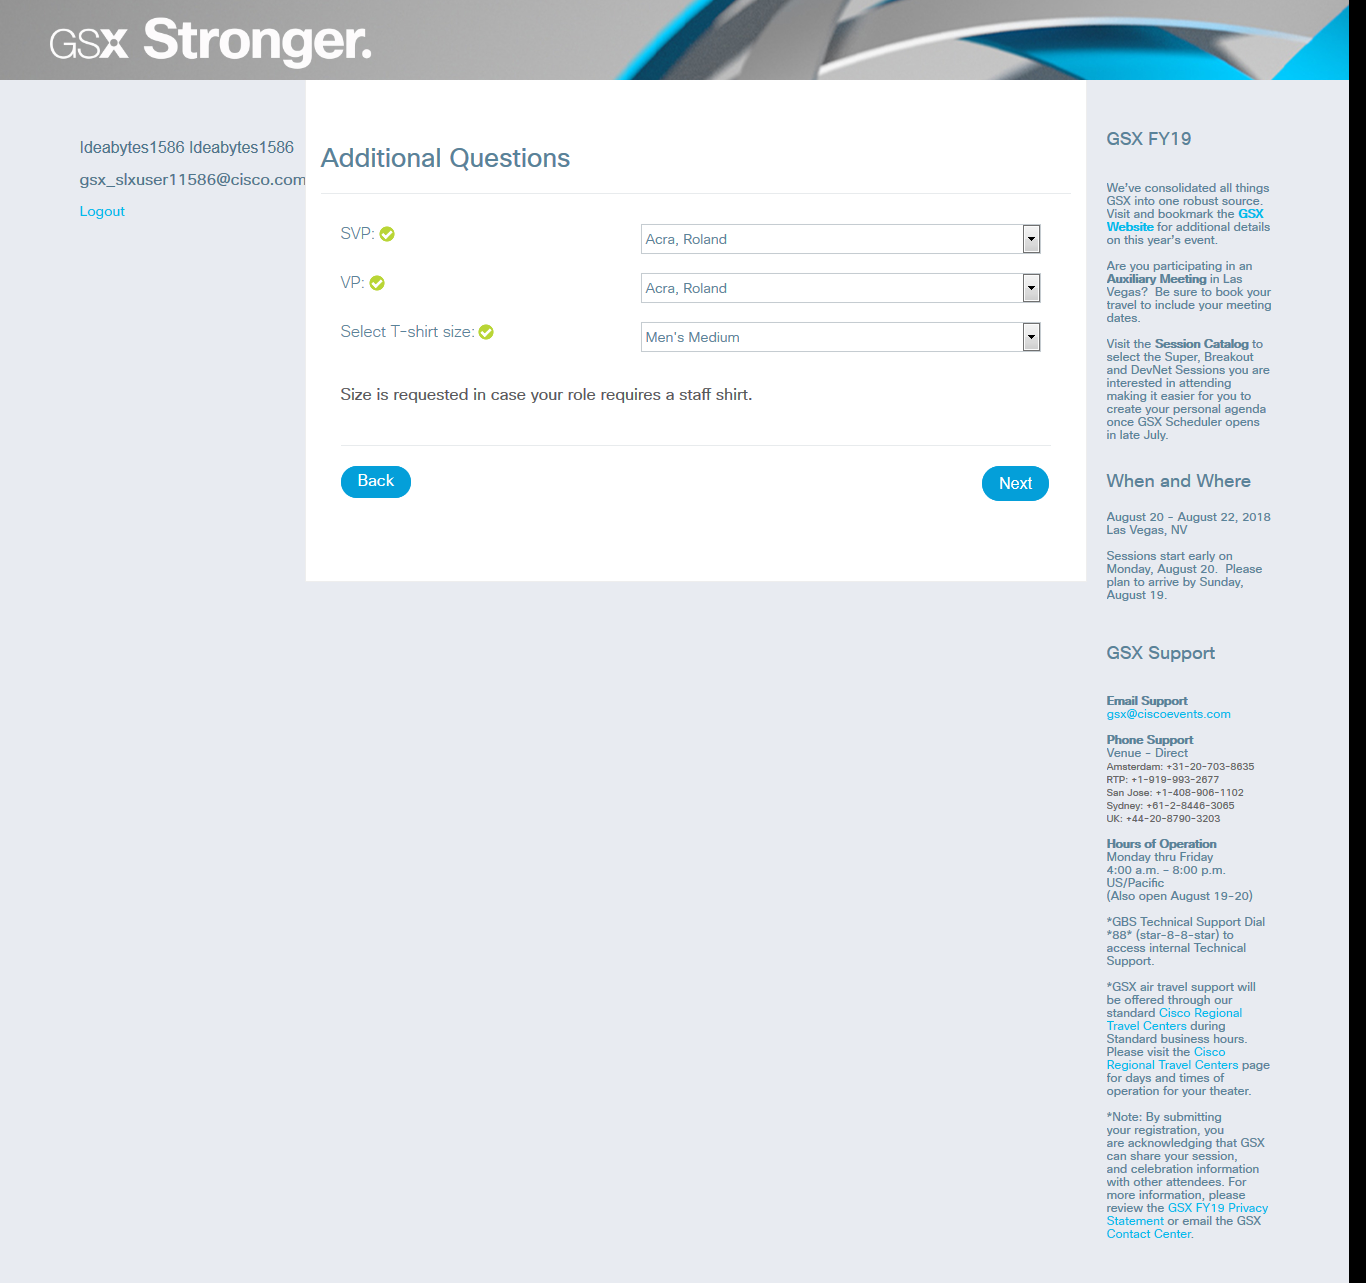 GSX Stronger.
Ideabytes1586 Ideabytes1586
gsx_slxuser11586@cisco.com
Logout
Additional Questions
SVP:
Acra, Roland
VP:
Acra, Roland
Select T-shirt size:
Men's Medium
Size is requested in case your role requires a staff shirt.
Back
Next
GSX FY19
We've consolidated all things
GSX into one robust source.
Visit and bookmark the GSX
Website for additional details
on this year's event.
Are you participating in an
Auxiliary Meeting in Las
Vegas?  Be sure to book your
travel to include your meeting
dates.
Visit the Session Catalog to
select the Super, Breakout
and DevNet Sessions you are
interested in attending
making it easier for you to
create your personal agenda
once GSX Scheduler opens
in late July.
When and Where
August 20 - August 22, 2018
Las Vegas, NV
Sessions start early on
Monday, August 20.  Please
plan to arrive by Sunday,
August 19.
GSX Support
Email Support
gsx@ciscoevents.com
Phone Support
Venue - Direct
Amsterdam: +31-20-703-8635
RTP: +1-919-993-2677
San Jose: +1-408-906-1102
Sydney: +61-2-8446-3065
UK: +44-20-8790-3203
Hours of Operation
Monday thru Friday
4:00 a.m. - 8:00 p.m.
US/Pacific
(Also open August 19-20)
*GBS Technical Support Dial
*88* (star-8-8-star) to
access internal Technical
Support.
*GSX air travel support will
be offered through our
standard Cisco Regional
Travel Centers during
Standard business hours.
Please visit the Cisco
Regional Travel Centers page
for days and times of
operation for your theater.
*Note: By submitting
your registration, you
are acknowledging that GSX
can share your session,
and celebration information
with other attendees. For
more information, please
review the GSX FY19 Privacy
Statement or email the GSX
Contact Center.